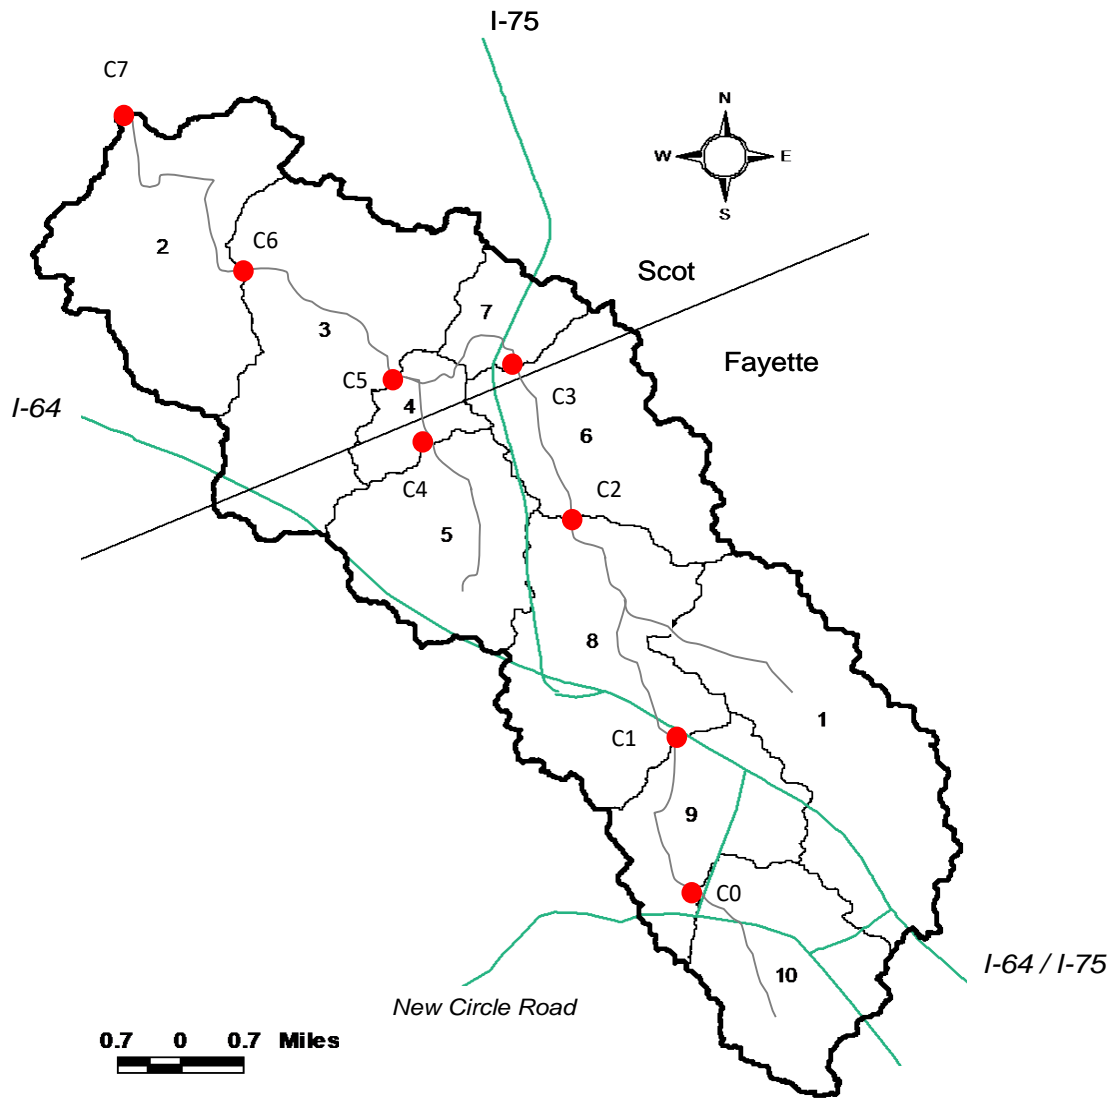 I-75
C7
N
W
E
S
2
C6
Scot
7
3
Fayette
C5
I-64
4
C3
6
C4
C2
5
8
1
C1
9
C0
I-64 / I-75
10
New Circle Road
0.7 0 0.7 Miles